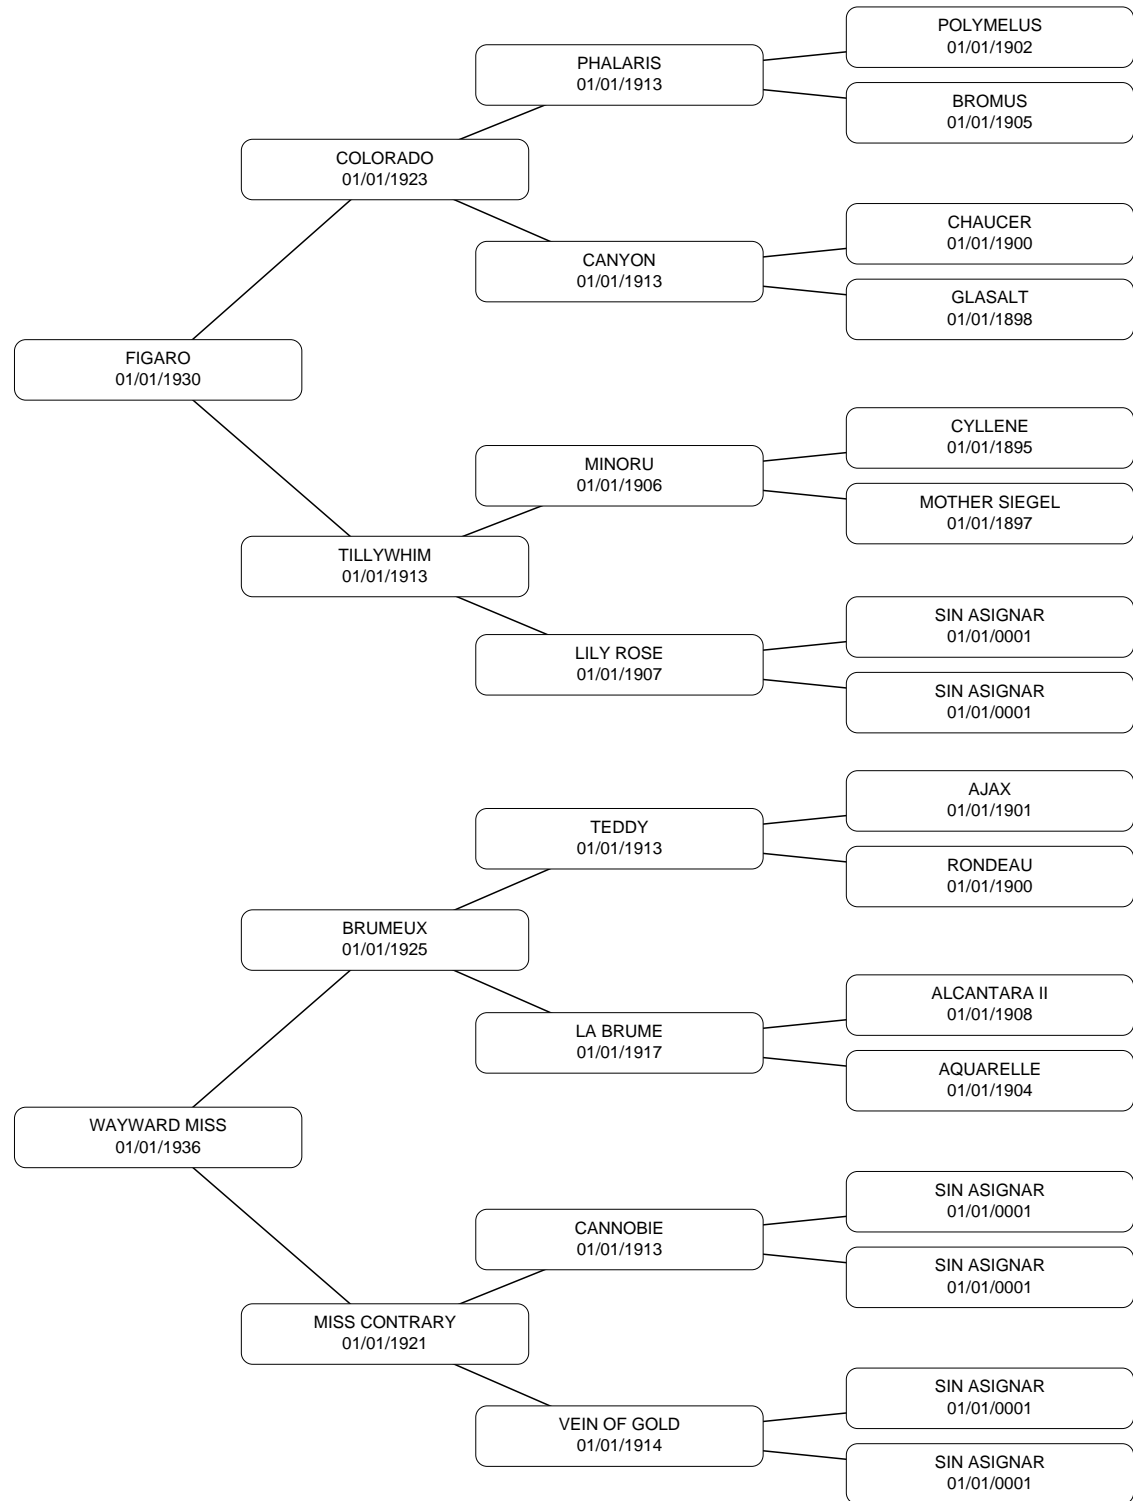 POLYMELUS
01/01/1902
PHALARIS
01/01/1913
BROMUS
01/01/1905
COLORADO
01/01/1923
CHAUCER
01/01/1900
CANYON
01/01/1913
GLASALT
01/01/1898
FIGARO
01/01/1930
CYLLENE
01/01/1895
MINORU
01/01/1906
MOTHER SIEGEL
01/01/1897
TILLYWHIM
01/01/1913
SIN ASIGNAR
01/01/0001
LILY ROSE
01/01/1907
SIN ASIGNAR
01/01/0001
AJAX
01/01/1901
TEDDY
01/01/1913
RONDEAU
01/01/1900
BRUMEUX
01/01/1925
ALCANTARA II
01/01/1908
LA BRUME
01/01/1917
AQUARELLE
01/01/1904
WAYWARD MISS
01/01/1936
SIN ASIGNAR
01/01/0001
CANNOBIE
01/01/1913
SIN ASIGNAR
01/01/0001
MISS CONTRARY
01/01/1921
SIN ASIGNAR
01/01/0001
VEIN OF GOLD
01/01/1914
SIN ASIGNAR
01/01/0001